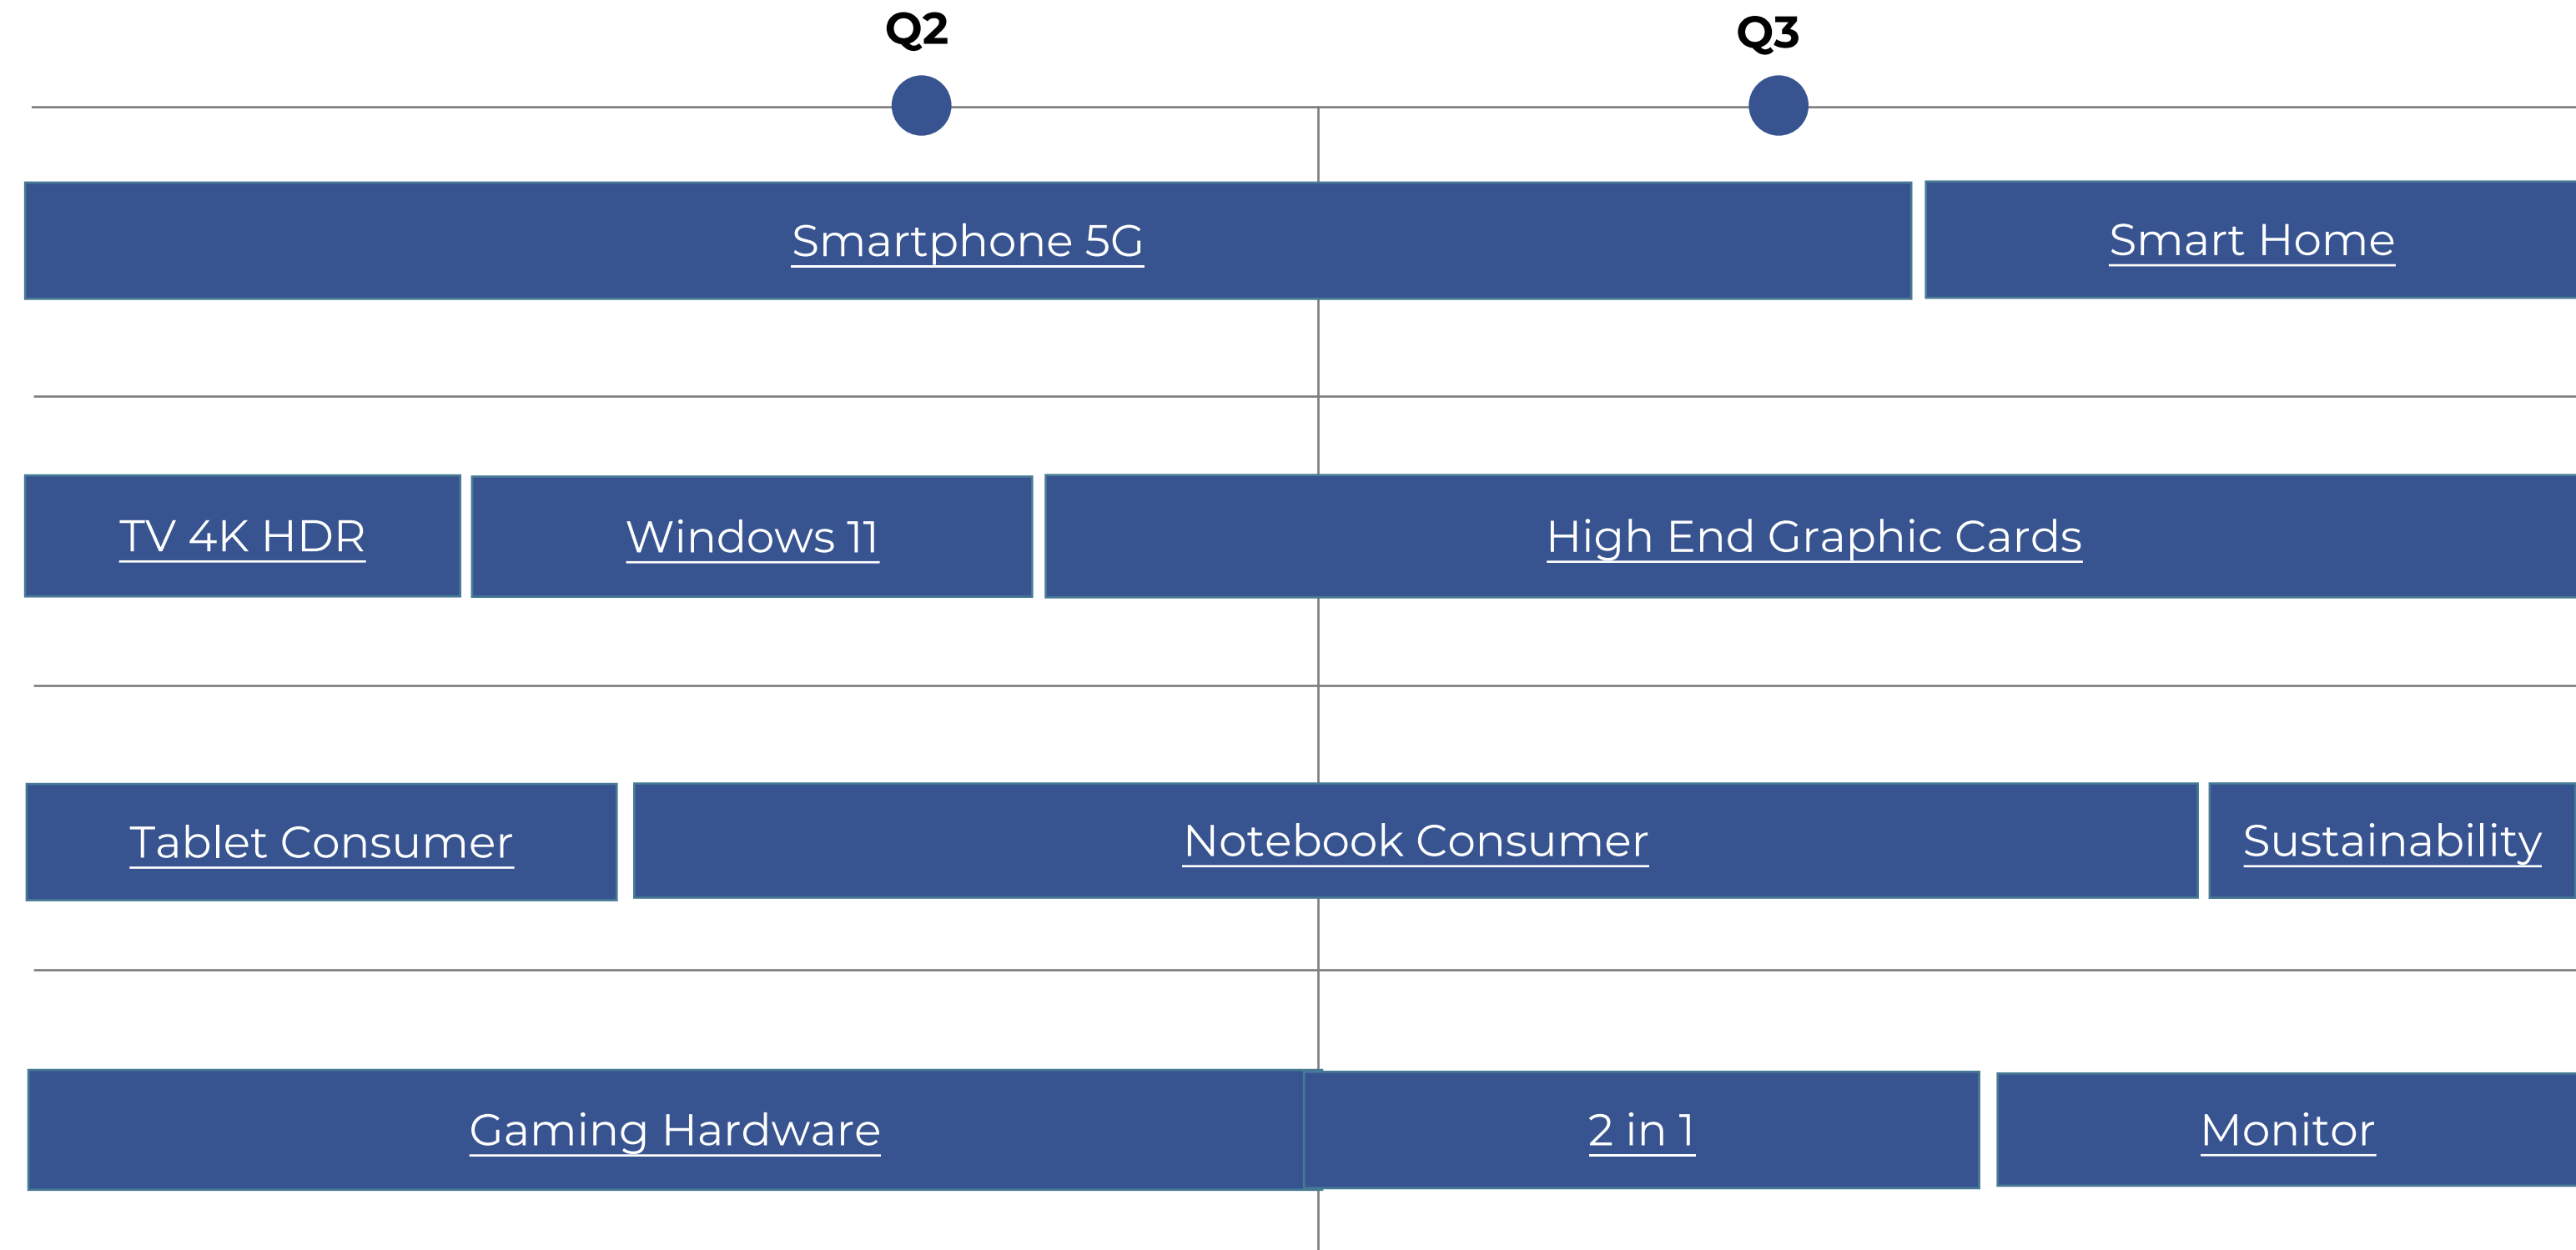 Q2
Q3
Smartphone 5G
Smart Home
TV 4K HDR
Windows 11
High End Graphic Cards
Tablet Consumer
Notebook Consumer
Sustainability
Gaming Hardware
2 in 1
Monitor